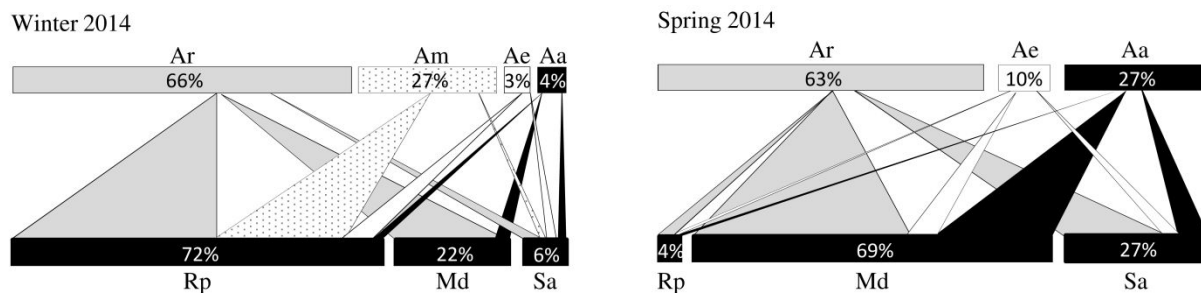 Winter 2014
Ar Am Ae Aa
66% 27% 3% 4%
72% 22% 6%
Rp Md Sa
Spring 2014
Ar Ae Aa
63% 10% 27%
4% 69% 27%
Rp Md Sa